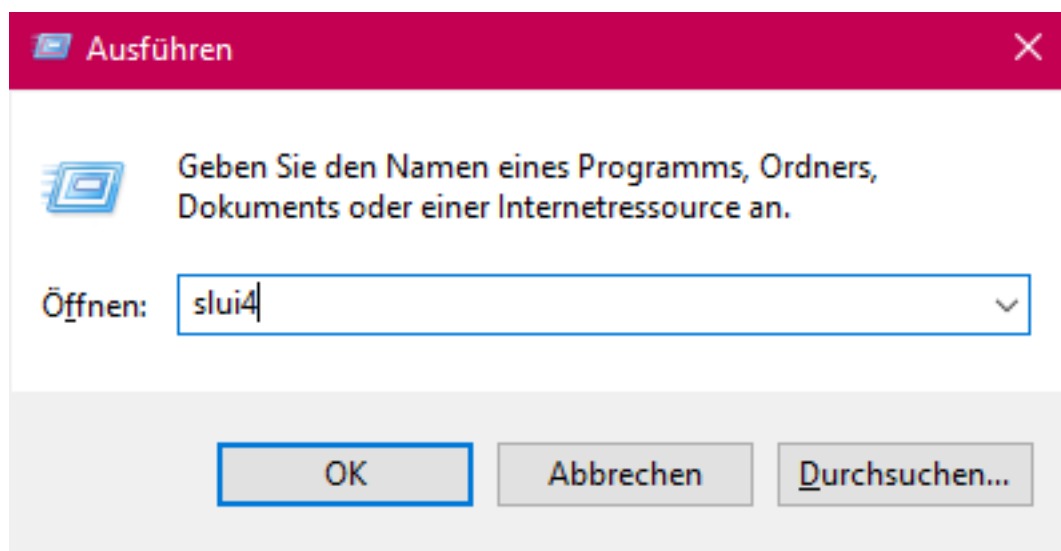 Ausführen
Geben Sie den Namen eines Programms, Ordners,
Dokuments oder einer Internetressource an.
Öffnen: slui4
OK Abbrechen Durchsuchen...